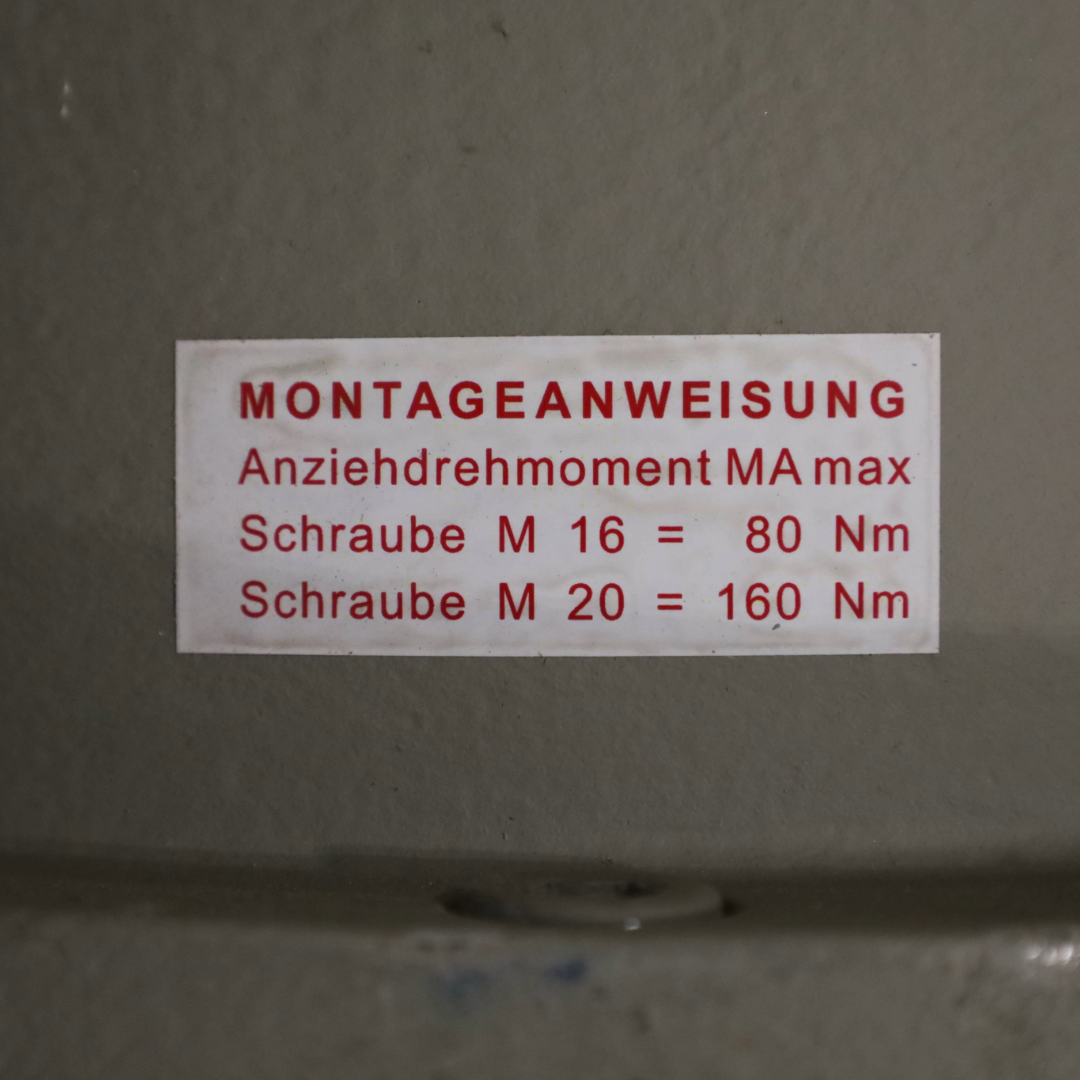 MONTAGEANWEISUNG
Anziehdrehmoment MA max
Schraube M 16 = 80 Nm
Schraube M 20 = 160 Nm